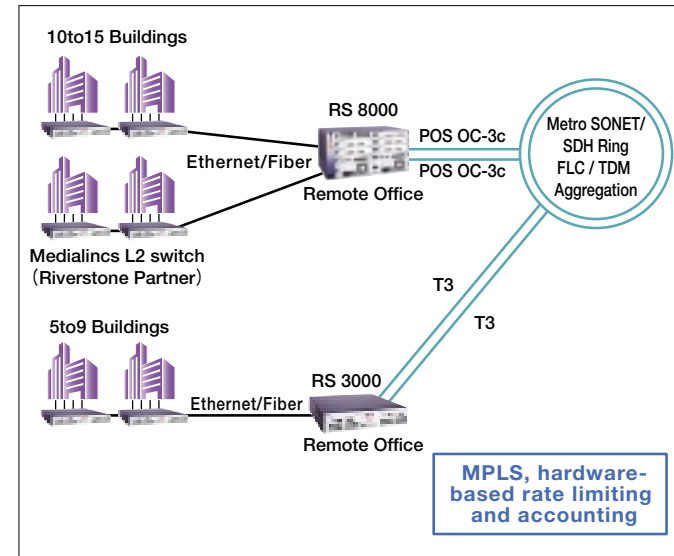 10to15 Buildings
RS 8000
Ethernet/Fiber
Remote Office
POS OC-3c
POS OC-3c
Metro SONET/
SDH Ring
FLC / TDM
Aggregation
Medialincs L2 switch
（Riverstone Partner）
T3
T3
5to9 Buildings
RS 3000
Ethernet/Fiber
Remote Office
MPLS, hardware-
based rate limiting
and accounting